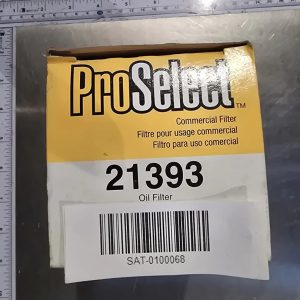 ProSelect™
Commercial Filter
Filtre pour usage commercial
Filtro para uso comercial
21393
Oil Filter
SAT-0100068